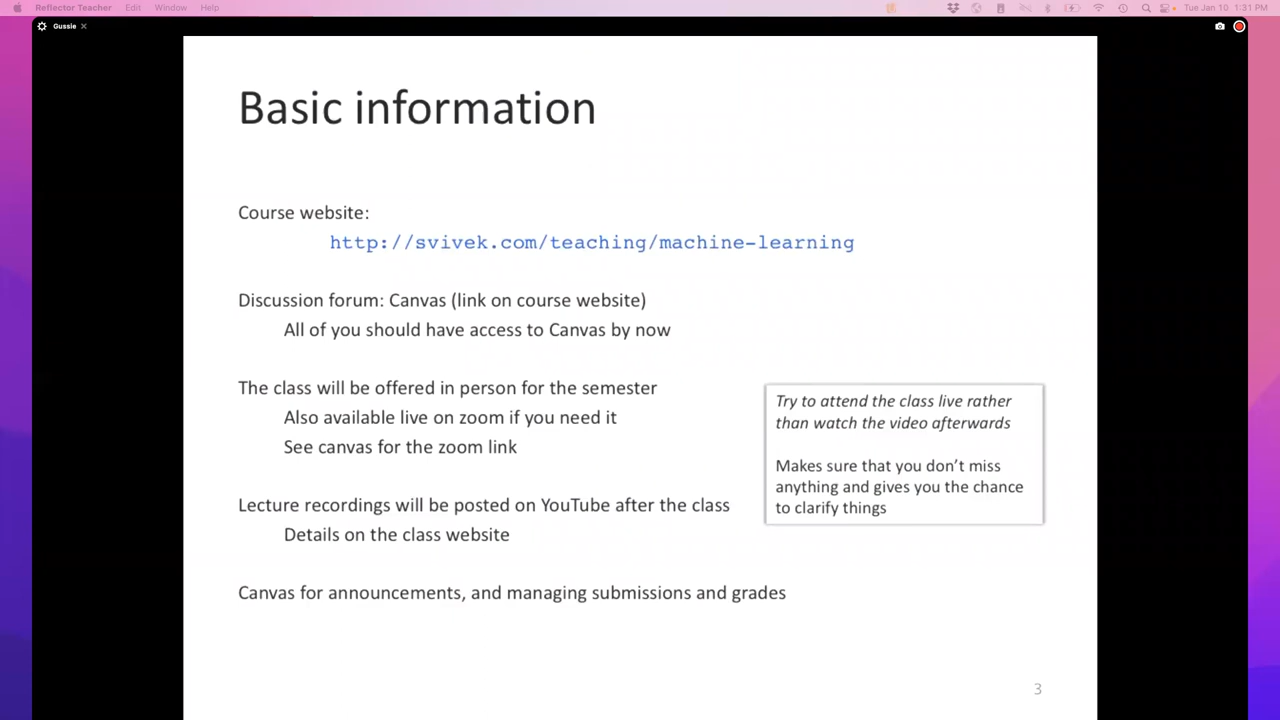 Reflector Teacher Edit Window Help Tue Jan 10 1:31 PM
Gussie
Basic information
Course website:
http://svivek.com/teaching/machine-learning
Discussion forum: Canvas (link on course website)
All of you should have access to Canvas by now
The class will be offered in person for the semester
Also available live on zoom if you need it
See canvas for the zoom link
Try to attend the class live rather
than watch the video afterwards
Makes sure that you don't miss
anything and gives you the chance
to clarify things
Lecture recordings will be posted on YouTube after the class
Details on the class website
Canvas for announcements, and managing submissions and grades
3